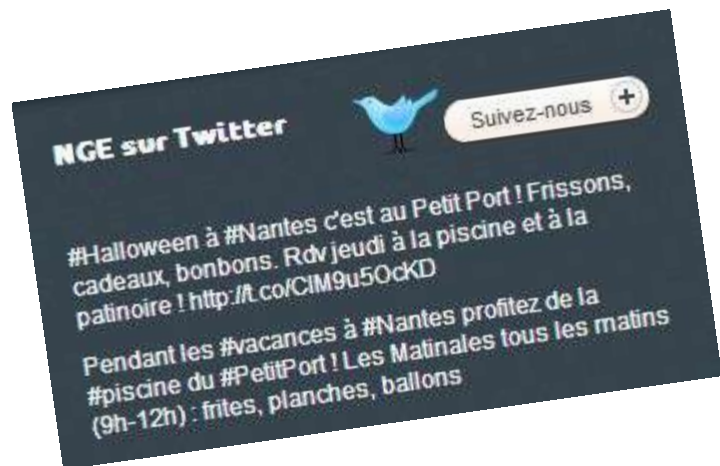 NGE sur Twitter
Suivez-nous
#Halloween à #Nantes c'est au Petit Port ! Frissons,
cadeaux, bonbons. Rdv jeudi à la piscine et à la
patinoire ! http://t.co/CIM9u5OcKD
Pendant les #vacances à #Nantes profitez de la
#piscine du #PetitPort ! Les Matinales tous les matins
(9h-12h) : frites, planches, ballons